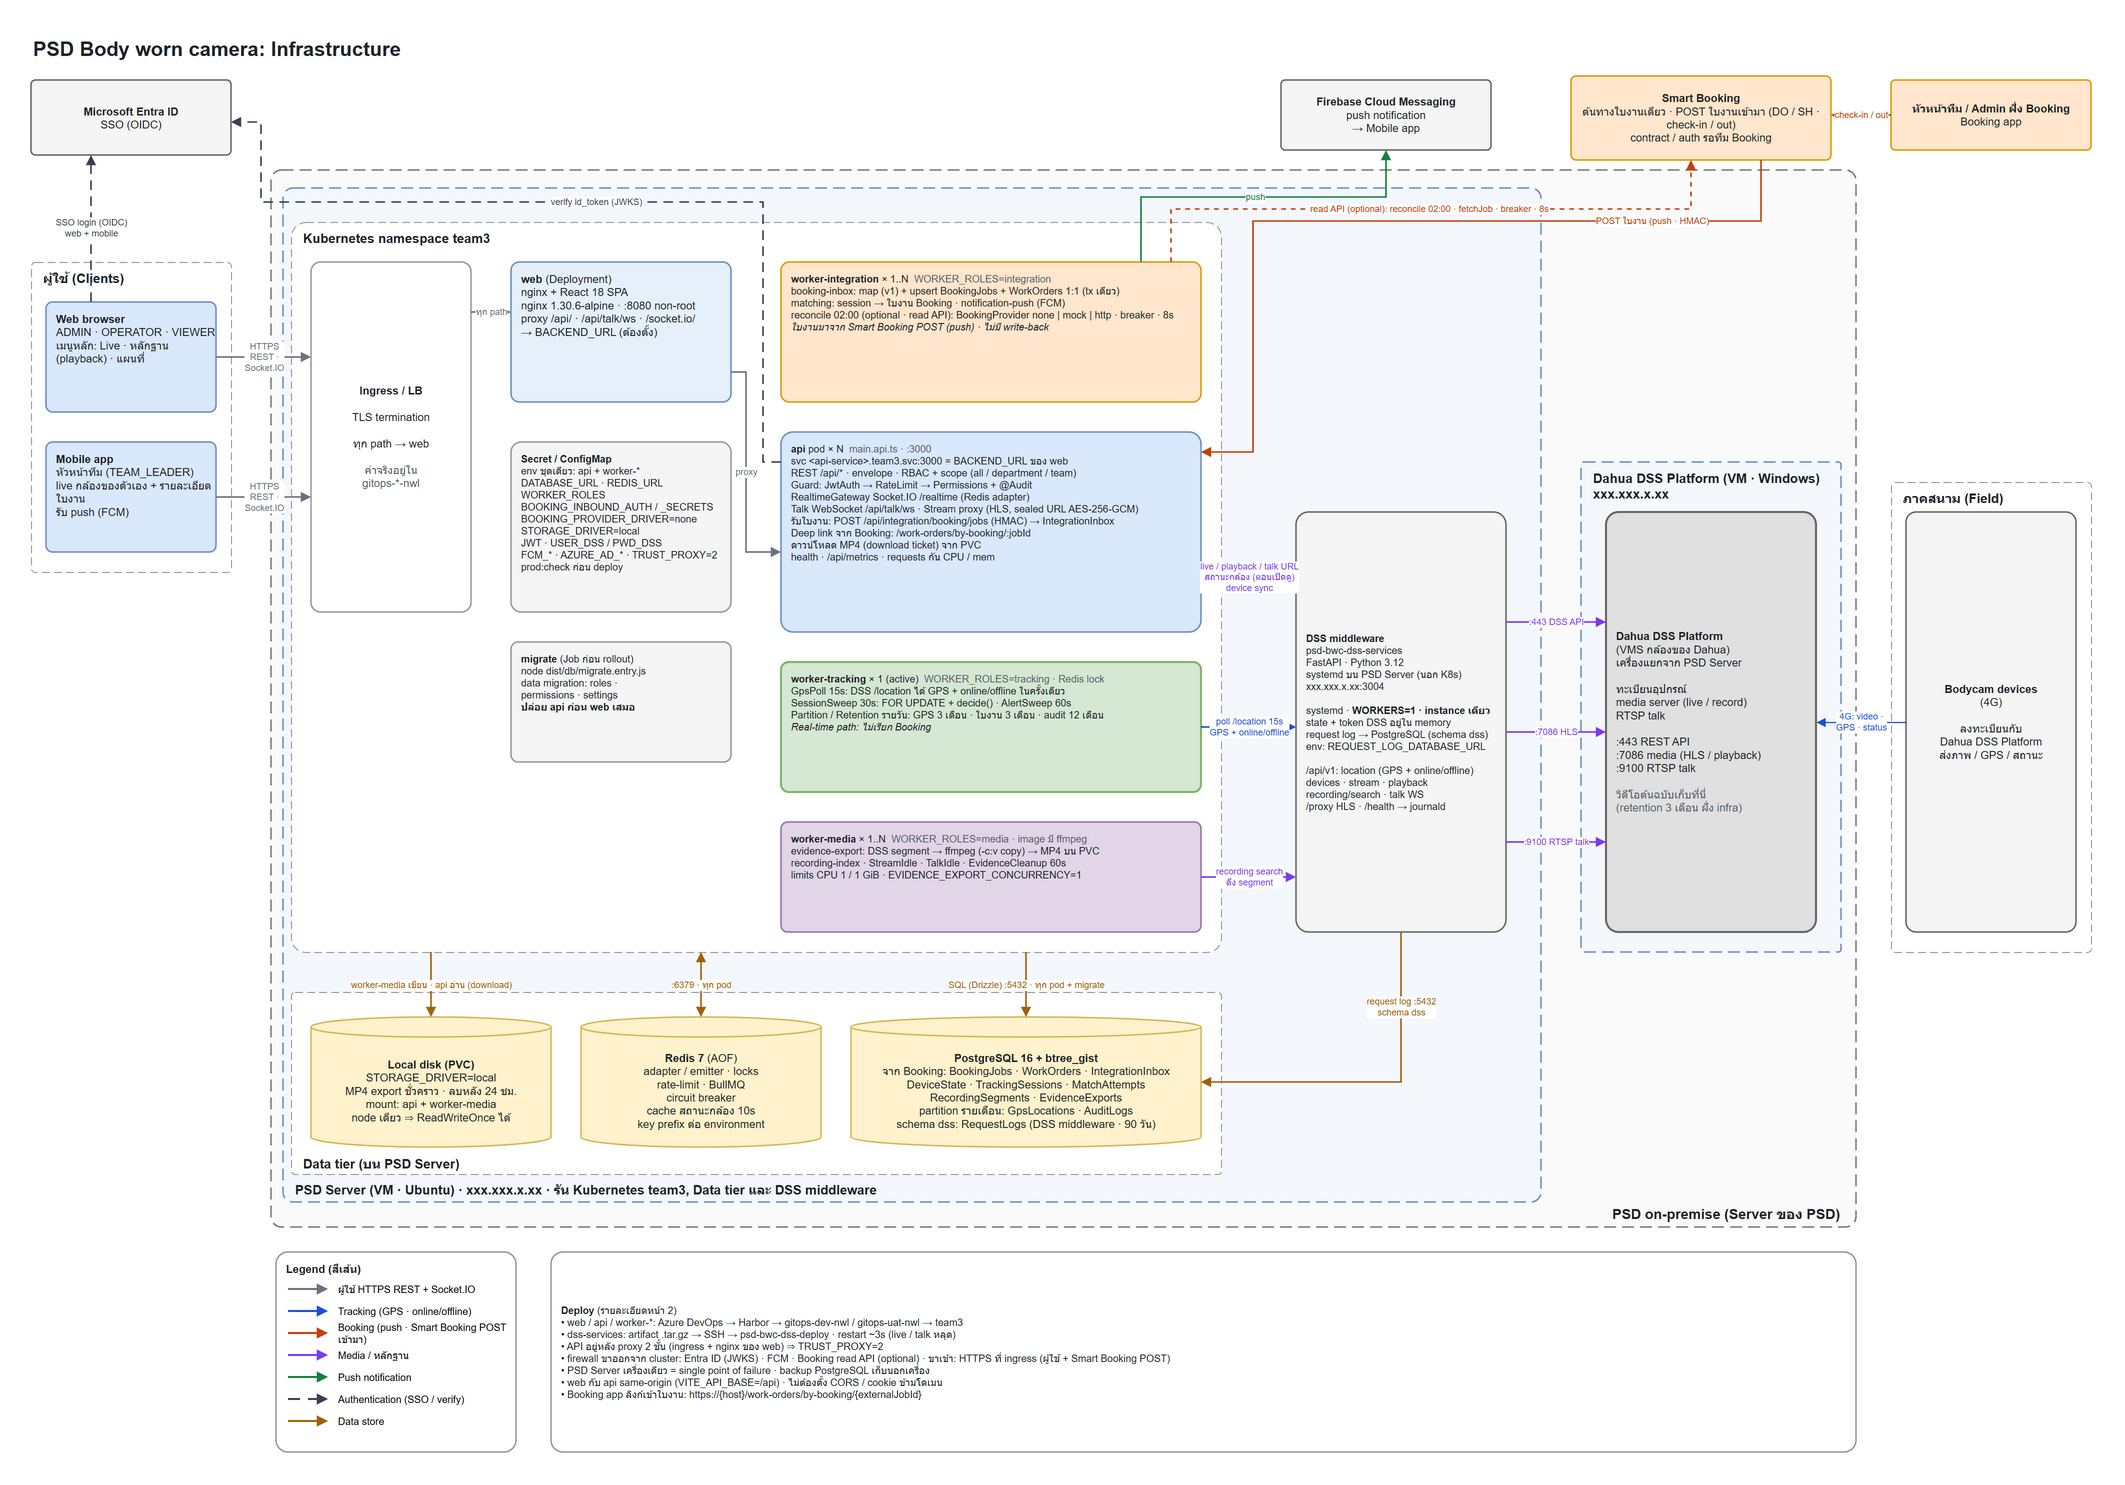 PSD Body worn camera: Infrastructure
Microsoft Entra ID
SSO (OIDC)
Firebase Cloud Messaging
push notification
→ Mobile app
Smart Booking
ต้นทางใบงานเดียว · POST ใบงานเข้ามา (DO / SH ·
check-in / out)
contract / auth รอทีม Booking
check-in / out
หัวหน้าทีม / Admin ฝั่ง Booking
Booking app
SSO login (OIDC)
web + mobile
verify id_token (JWKS)
push
read API (optional): reconcile 02:00 · fetchJob · breaker · 8s
POST ใบงาน (push · HMAC)
ผู้ใช้ (Clients)
Web browser
ADMIN · OPERATOR · VIEWER
เมนูหลัก: Live · หลักฐาน
(playback) · แผนที่
Mobile app
หัวหน้าทีม (TEAM_LEADER)
live กล้องของตัวเอง + รายละเอียด
ใบงาน
รับ push (FCM)
HTTPS
REST ·
Socket.IO
HTTPS
REST ·
Socket.IO
Kubernetes namespace team3
Ingress / LB
TLS termination
ทุก path → web
ค่าจริงอยู่ใน
gitops-*-nwl
ทุก path
web (Deployment)
nginx + React 18 SPA
nginx 1.30.6-alpine · :8080 non-root
proxy /api/ · /api/talk/ws · /socket.io/
→ BACKEND_URL (ต้องตั้ง)
Secret / ConfigMap
env ชุดเดียว: api + worker-*
DATABASE_URL · REDIS_URL
WORKER_ROLES
BOOKING_INBOUND_AUTH / _SECRETS
BOOKING_PROVIDER_DRIVER=none
STORAGE_DRIVER=local
JWT · USER_DSS / PWD_DSS
FCM_* · AZURE_AD_* · TRUST_PROXY=2
prod:check ก่อน deploy
proxy
migrate (Job ก่อน rollout)
node dist/db/migrate.entry.js
data migration: roles ·
permissions · settings
ปล่อย api ก่อน web เสมอ
worker-integration × 1..N WORKER_ROLES=integration
booking-inbox: map (v1) + upsert BookingJobs + WorkOrders 1:1 (tx เดียว)
matching: session → ใบงาน Booking · notification-push (FCM)
reconcile 02:00 (optional · read API): BookingProvider none | mock | http · breaker · 8s
ใบงานมาจาก Smart Booking POST (push) · ไม่มี write-back
api pod × N main.api.ts · :3000
svc <api-service>.team3.svc:3000 = BACKEND_URL ของ web
REST /api/* · envelope · RBAC + scope (all / department / team)
Guard: JwtAuth → RateLimit → Permissions + @Audit
RealtimeGateway Socket.IO /realtime (Redis adapter)
Talk WebSocket /api/talk/ws · Stream proxy (HLS, sealed URL AES-256-GCM)
รับใบงาน: POST /api/integration/booking/jobs (HMAC) → IntegrationInbox
Deep link จาก Booking: /work-orders/by-booking/:jobId
ดาวน์โหลด MP4 (download ticket) จาก PVC
health · /api/metrics · requests กัน CPU / mem
worker-tracking × 1 (active) WORKER_ROLES=tracking · Redis lock
GpsPoll 15s: DSS /location ได้ GPS + online/offline ในครั้งเดียว
SessionSweep 30s: FOR UPDATE + decide() · AlertSweep 60s
Partition / Retention รายวัน: GPS 3 เดือน · ใบงาน 3 เดือน · audit 12 เดือน
Real-time path: ไม่เรียก Booking
worker-media × 1..N WORKER_ROLES=media · image มี ffmpeg
evidence-export: DSS segment → ffmpeg (-c:v copy) → MP4 บน PVC
recording-index · StreamIdle · TalkIdle · EvidenceCleanup 60s
limits CPU 1 / 1 GiB · EVIDENCE_EXPORT_CONCURRENCY=1
live / playback / talk URL
สถานะกล้อง (ตอนเปิดดู)
device sync
poll /location 15s
GPS + online/offline
recording search
ดึง segment
DSS middleware
psd-bwc-dss-services
FastAPI · Python 3.12
systemd บน PSD Server (นอก K8s)
xxx.xxx.x.xx:3004
systemd · WORKERS=1 · instance เดียว
state + token DSS อยู่ใน memory
request log → PostgreSQL (schema dss)
env: REQUEST_LOG_DATABASE_URL
/api/v1: location (GPS + online/offline)
devices · stream · playback
recording/search · talk WS
/proxy HLS · /health → journald
:443 DSS API
:7086 HLS
:9100 RTSP talk
Dahua DSS Platform (VM · Windows)
xxx.xxx.x.xx
Dahua DSS Platform
(VMS กล้องของ Dahua)
เครื่องแยกจาก PSD Server
ทะเบียนอุปกรณ์
media server (live / record)
RTSP talk
:443 REST API
:7086 media (HLS / playback)
:9100 RTSP talk
วิดีโอต้นฉบับเก็บที่นี่
(retention 3 เดือน ฝั่ง infra)
4G: video ·
GPS · status
ภาคสนาม (Field)
Bodycam devices
(4G)
ลงทะเบียนกับ
Dahua DSS Platform
ส่งภาพ / GPS / สถานะ
worker-media เขียน · api อ่าน (download)
:6379 · ทุก pod
SQL (Drizzle) :5432 · ทุก pod + migrate
request log :5432
schema dss
Local disk (PVC)
STORAGE_DRIVER=local
MP4 export ชั่วคราว · ลบหลัง 24 ชม.
mount: api + worker-media
node เดียว ⇒ ReadWriteOnce ได้
Redis 7 (AOF)
adapter / emitter · locks
rate-limit · BullMQ
circuit breaker
cache สถานะกล้อง 10s
key prefix ต่อ environment
PostgreSQL 16 + btree_gist
จาก Booking: BookingJobs · WorkOrders · IntegrationInbox
DeviceState · TrackingSessions · MatchAttempts
RecordingSegments · EvidenceExports
partition รายเดือน: GpsLocations · AuditLogs
schema dss: RequestLogs (DSS middleware · 90 วัน)
Data tier (บน PSD Server)
PSD Server (VM · Ubuntu) · xxx.xxx.x.xx · รัน Kubernetes team3, Data tier และ DSS middleware
PSD on-premise (Server ของ PSD)
Legend (สีเส้น)
ผู้ใช้ HTTPS REST + Socket.IO
Tracking (GPS · online/offline)
Booking (push · Smart Booking POST
เข้ามา)
Media / หลักฐาน
Push notification
Authentication (SSO / verify)
Data store
Deploy (รายละเอียดหน้า 2)
• web / api / worker-*: Azure DevOps → Harbor → gitops-dev-nwl / gitops-uat-nwl → team3
• dss-services: artifact .tar.gz → SSH → psd-bwc-dss-deploy · restart ~3s (live / talk หลุด)
• API อยู่หลัง proxy 2 ชั้น (ingress + nginx ของ web) ⇒ TRUST_PROXY=2
• firewall ขาออกจาก cluster: Entra ID (JWKS) · FCM · Booking read API (optional) · ขาเข้า: HTTPS ที่ ingress (ผู้ใช้ + Smart Booking POST)
• PSD Server เครื่องเดียว = single point of failure · backup PostgreSQL เก็บนอกเครื่อง
• web กับ api same-origin (VITE_API_BASE=/api) · ไม่ต้องตั้ง CORS / cookie ข้ามโดเมน
• Booking app ลิงก์เข้าใบงาน: https://{host}/work-orders/by-booking/{externalJobId}